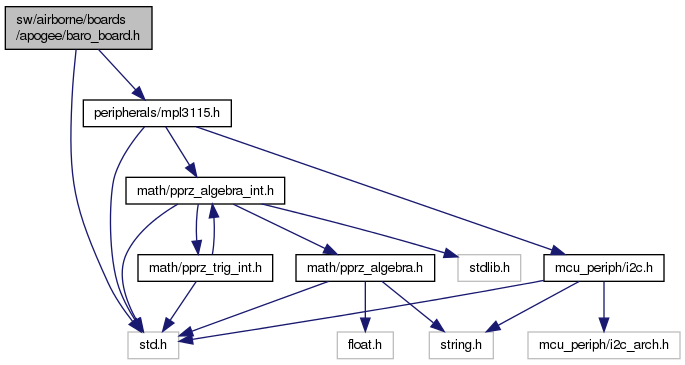 sw/airborne/boards
/apogee/baro_board.h
peripherals/mpl3115.h
math/pprz_algebra_int.h
math/pprz_trig_int.h
math/pprz_algebra.h
stdlib.h
mcu_periph/i2c.h
std.h
float.h
string.h
mcu_periph/i2c_arch.h